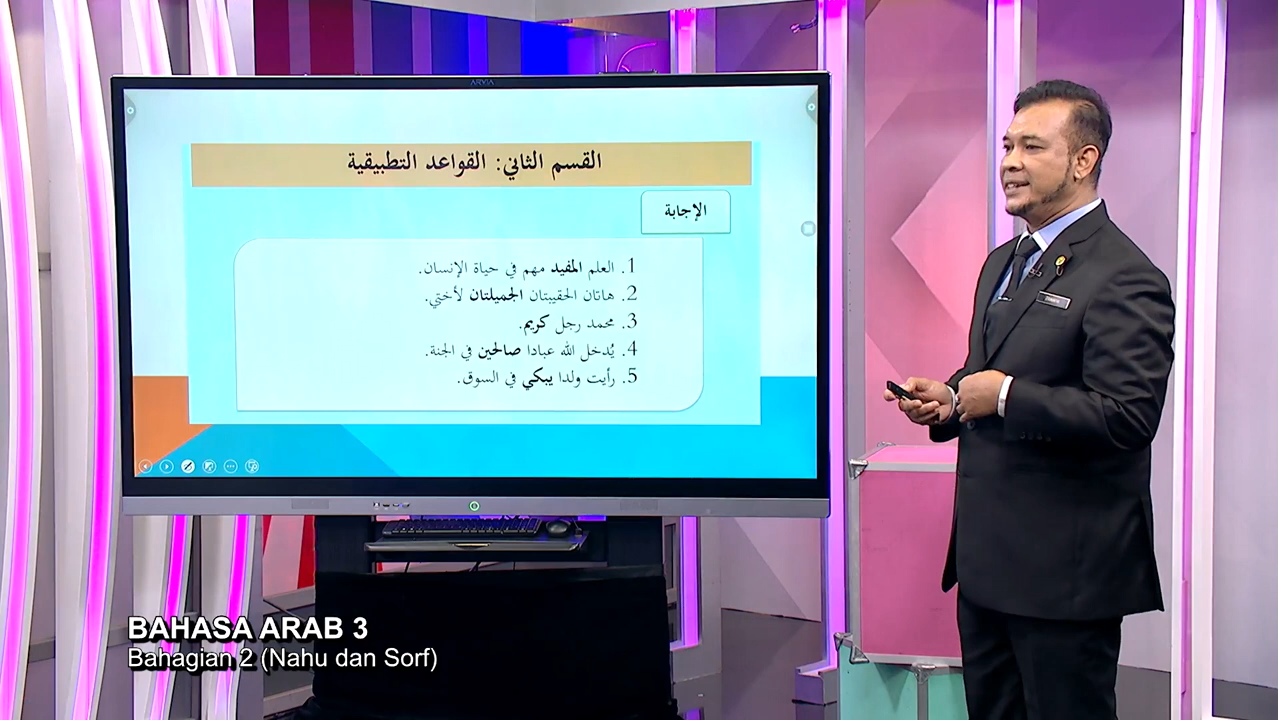 ARVIA
القسم الثاني: القواعد التطبيقية
الإجابة
1. العلم المفيد مهم في حياة الإنسان.
2. هاتان الحقيبتان الجميلتان لأختي.
3. محمد رجل كريم.
4. يُدخل الله عبادا صالحين في الجنة.
5. رأيت ولدا يبكي في السوق.
BAHASA ARAB 3
Bahagian 2 (Nahu dan Sorf)